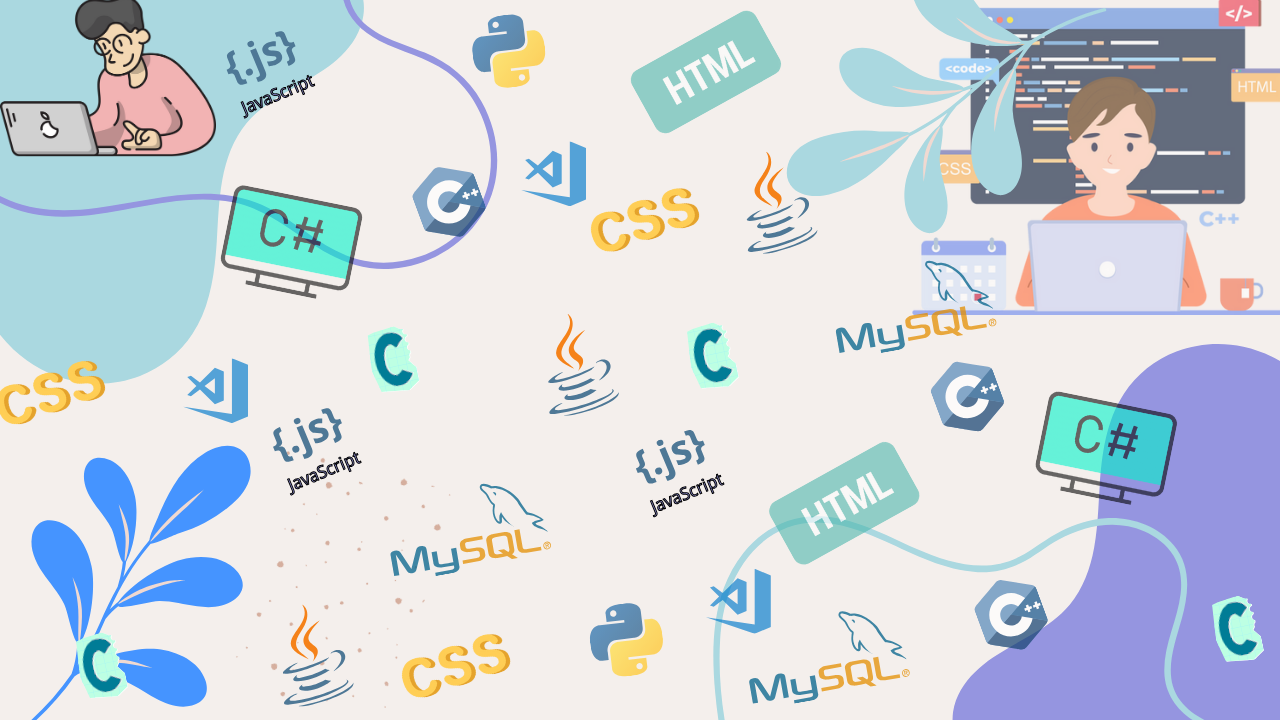 </>
{.js}
JavaScript
HTML
<code>
HTML
CSS
C++
C++
CSS
C#
MySQL®
C
C
CSS
C++
C#
{.js}
JavaScript
{.js}
JavaScript
HTML
MySQL®
C++
C
C
CSS
MySQL®